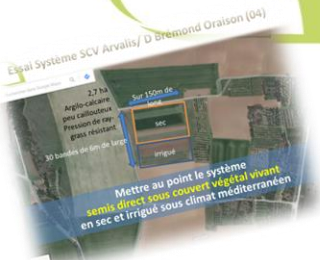 Essai Système SCV Arvalis/ D Brémond Oraison (04)
2,7 ha
Argilo-calcaire
peu caillouteux
Pression de ray-
grass résistant
Sur 150m de
long
sec
30 bandes de 6m de large
irrigué
Mettre au point le système
semis direct sous couvert végétal vivant
en sec et irrigué sous climat méditerranéen